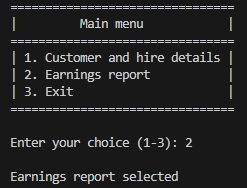 ================================
|         Main menu            |
================================
| 1. Customer and hire details |
| 2. Earnings report           |
| 3. Exit                      |
================================
Enter your choice (1-3): 2
Earnings report selected